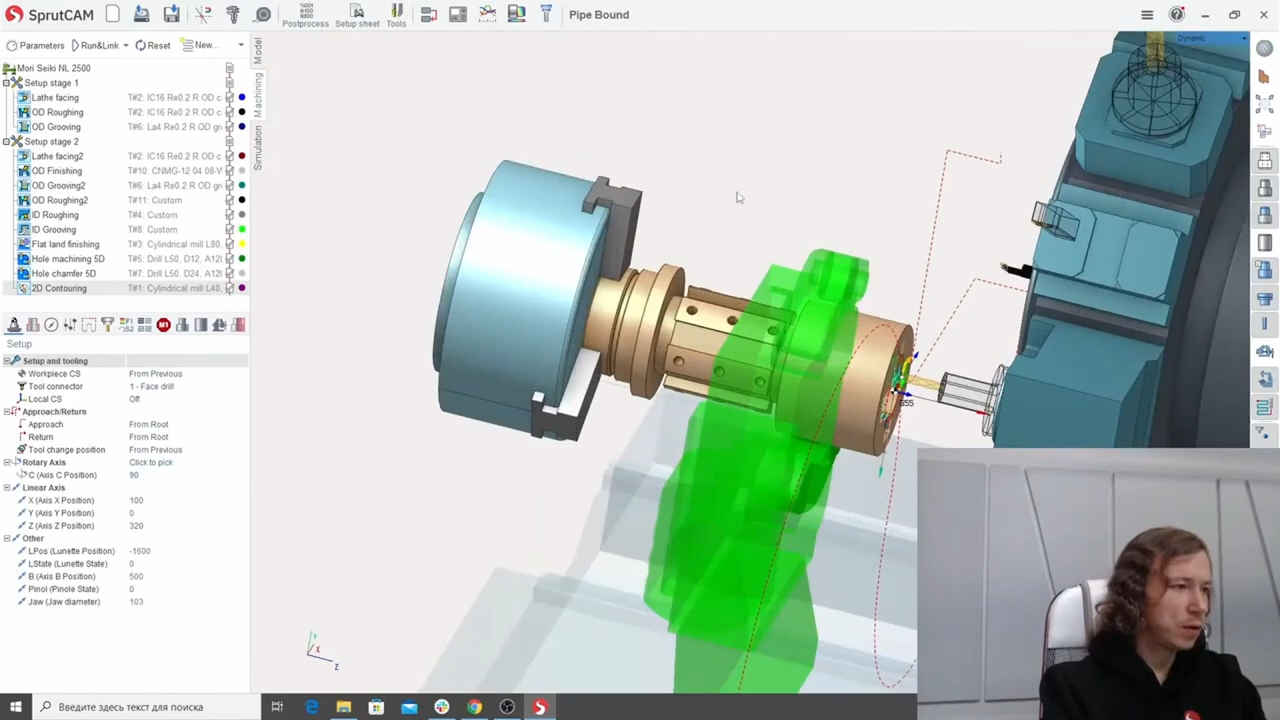 SprutCAM
%001
N500
N900
Postprocess
Setup sheet
Tools
Pipe Bound
Parameters
Run&Link
Reset
New...
Dynamic
Model
Machining
Simulation
Mori Seiki NL 2500
Setup stage 1
Lathe facing T#2: IC16 Re0.2 R OD c
OD Roughing T#2: IC16 Re0.2 R OD c
OD Grooving T#6: La4 Re0.2 R OD gr
Setup stage 2
Lathe facing2 T#2: IC16 Re0.2 R OD c
OD Finishing T#10: CNMG-12 04 08-W
OD Grooving2 T#6: La4 Re0.2 R OD gr
OD Roughing2 T#11: Custom
ID Roughing T#4: Custom
ID Grooving T#8: Custom
Flat land finishing T#3: Cylindrical mill L80,
Hole machining 5D T#5: Drill L50, D12, A120
Hole chamfer 5D T#7: Drill L50, D24, A12
2D Contouring T#1: Cylindrical mill L40,
M1
Setup
Setup and tooling
Workpiece CS From Previous
Tool connector 1 - Face drill
Local CS Off
Approach/Return
Approach From Root
Return From Root
Tool change position From Previous
Rotary Axis Click to pick
C (Axis C Position) 90
Linear Axis
X (Axis X Position) 100
Y (Axis Y Position) 0
Z (Axis Z Position) 320
Other
LPos (Lunette Position) -1600
LState (Lunette State) 0
B (Axis B Position) 500
Pinol (Pinole State) 0
Jaw (Jaw diameter) 103
G55
Y
X
Z
Введите здесь текст для поиска